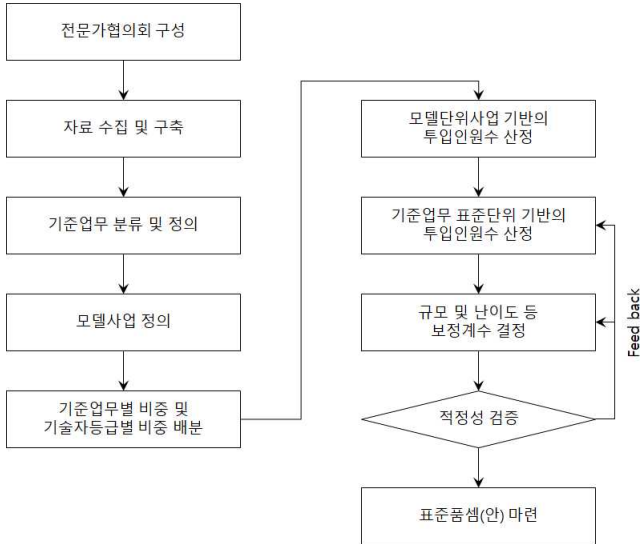 전문가협의회 구성
자료 수집 및 구축
기준업무 분류 및 정의
모델사업 정의
기준업무별 비중 및
기술자등급별 비중 배분
모델단위사업 기반의
투입인원수 산정
기준업무 표준단위 기반의
투입인원수 산정
규모 및 난이도 등
보정계수 결정
적정성 검증
Feed back
표준품셈(안) 마련